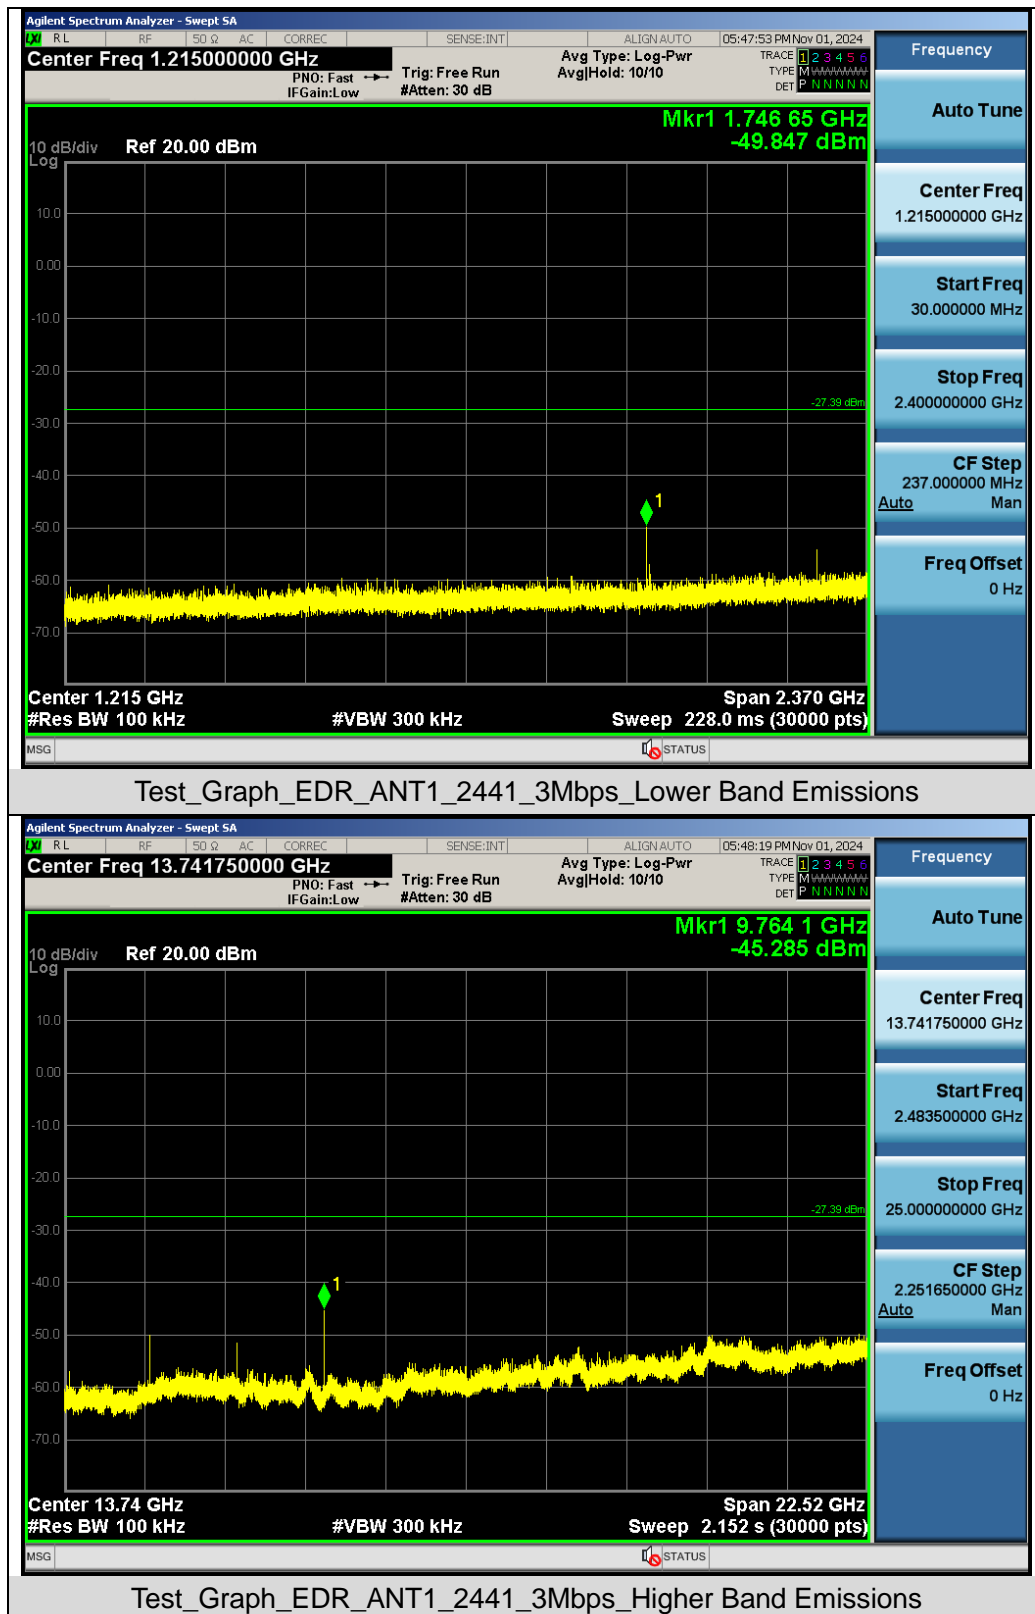 Agilent Spectrum Analyzer - Swept SA
LXI RL RF 50 Ω AC CORREC SENSE:INT ALIGN AUTO 05:47:53 PM Nov 01, 2024
Center Freq 1.215000000 GHz
PNO: Fast
IFGain:Low
Trig: Free Run
#Atten: 30 dB
Avg Type: Log-Pwr
Avg|Hold: 10/10
TRACE 1 2 3 4 5 6
TYPE M WWWWW
DET P N N N N N
Mkr1 1.746 65 GHz
-49.847 dBm
10 dB/div Ref 20.00 dBm
Log
10.0
0.00
-10.0
-20.0
-27.39 dBm
-30.0
-40.0
1
-50.0
-60.0
-70.0
Center 1.215 GHz Span 2.370 GHz
#Res BW 100 kHz #VBW 300 kHz Sweep 228.0 ms (30000 pts)
MSG STATUS
Frequency
Auto Tune
Center Freq
1.215000000 GHz
Start Freq
30.000000 MHz
Stop Freq
2.400000000 GHz
CF Step
237.000000 MHz
Auto Man
Freq Offset
0 Hz
Test_Graph_EDR_ANT1_2441_3Mbps_Lower Band Emissions
Agilent Spectrum Analyzer - Swept SA
LXI RL RF 50 Ω AC CORREC SENSE:INT ALIGN AUTO 05:48:19 PM Nov 01, 2024
Center Freq 13.741750000 GHz
PNO: Fast
IFGain:Low
Trig: Free Run
#Atten: 30 dB
Avg Type: Log-Pwr
Avg|Hold: 10/10
TRACE 1 2 3 4 5 6
TYPE M WWWWW
DET P N N N N N
Mkr1 9.764 1 GHz
-45.285 dBm
10 dB/div Ref 20.00 dBm
Log
10.0
0.00
-10.0
-20.0
-27.39 dBm
-30.0
-40.0
1
-50.0
-60.0
-70.0
Center 13.74 GHz Span 22.52 GHz
#Res BW 100 kHz #VBW 300 kHz Sweep 2.152 s (30000 pts)
MSG STATUS
Frequency
Auto Tune
Center Freq
13.741750000 GHz
Start Freq
2.483500000 GHz
Stop Freq
25.000000000 GHz
CF Step
2.251650000 GHz
Auto Man
Freq Offset
0 Hz
Test_Graph_EDR_ANT1_2441_3Mbps_Higher Band Emissions